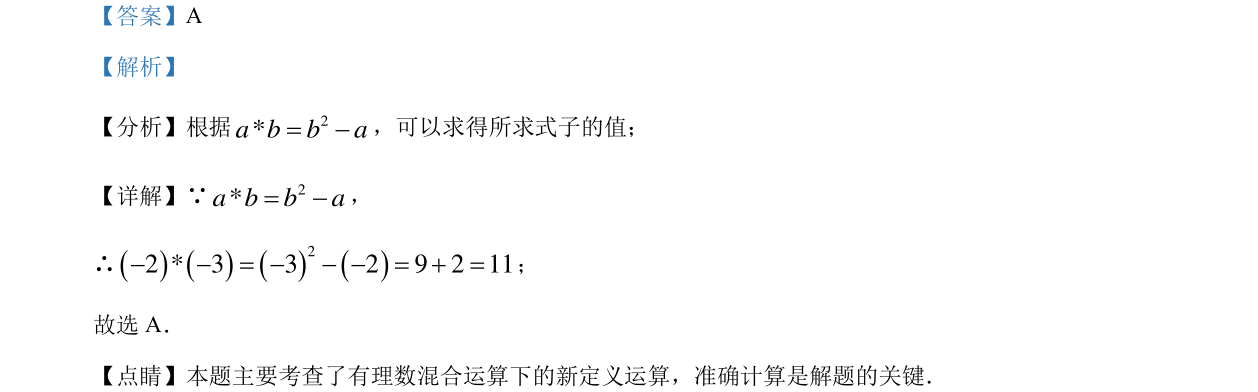 【答案】A
【解析】
【分析】根据 a*b=b²−a，可以求得所求式子的值；
【详解】∵ a*b=b²−a，
∴(−2)*(−3)=(−3)²−(−2)=9+2=11；
故选 A．
【点睛】本题主要考查了有理数混合运算下的新定义运算，准确计算是解题的关键．